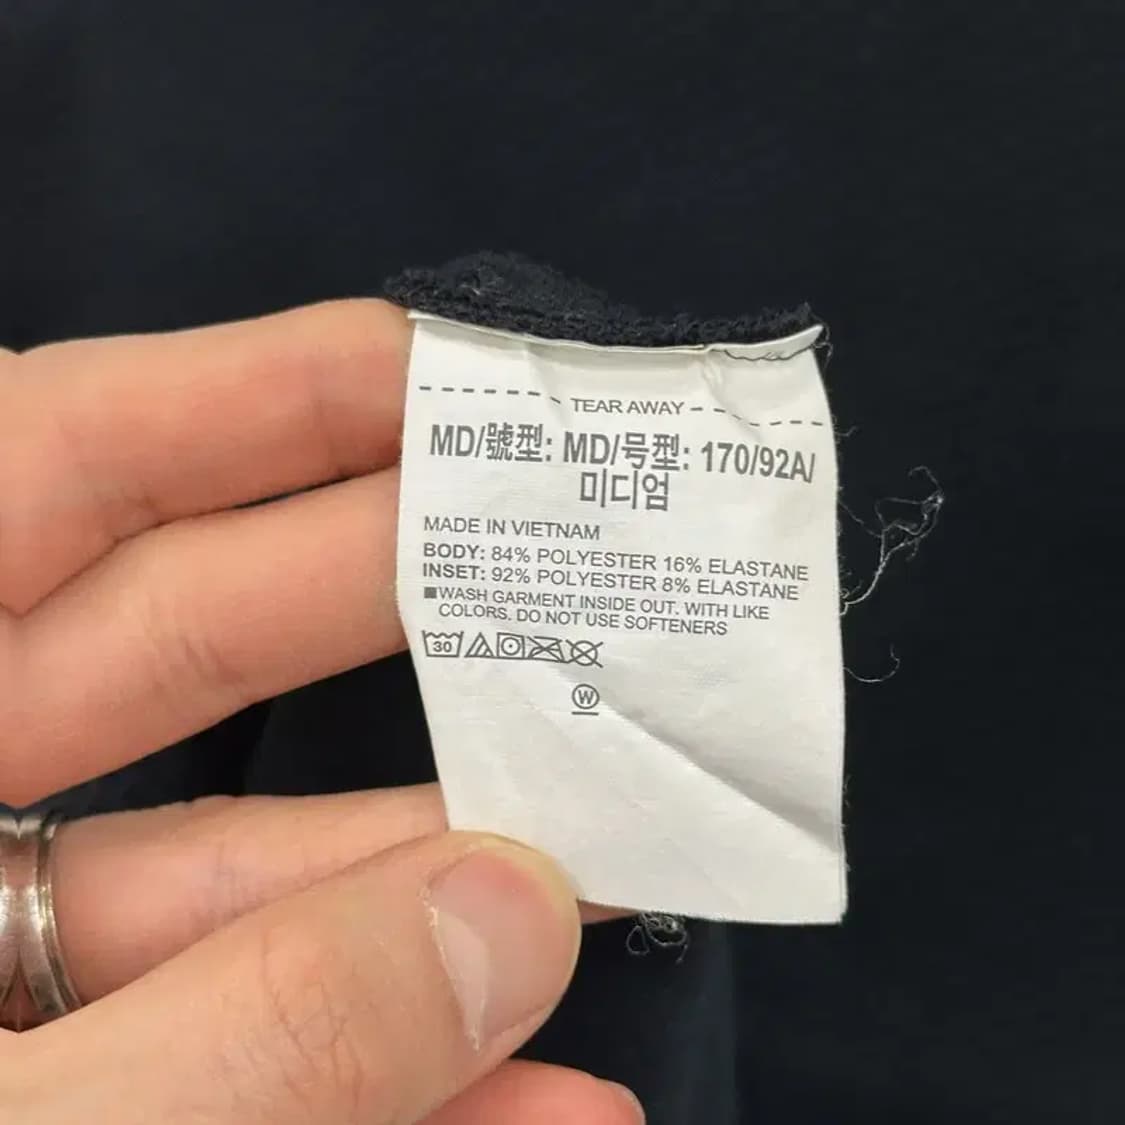 TEAR AWAY
MD/號型: MD/号型: 170/92A/
미디엄
MADE IN VIETNAM
BODY: 84% POLYESTER 16% ELASTANE
INSET: 92% POLYESTER 8% ELASTANE
■WASH GARMENT INSIDE OUT. WITH LIKE
COLORS. DO NOT USE SOFTENERS
30
W